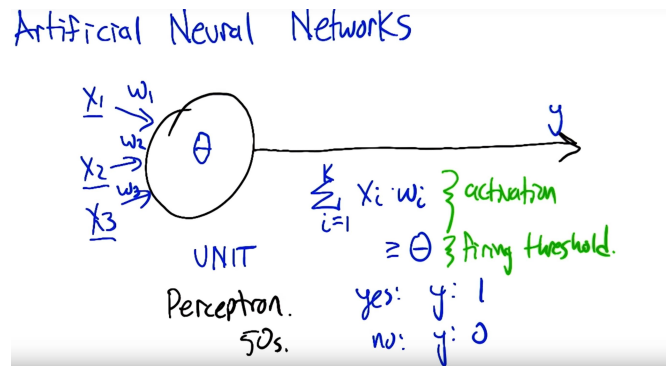 Artificial Neural Networks
x1 w1
w2
x2
w3
x3
θ
y
UNIT
Perceptron.
50s.
K
Σ xi · wi } activation
i=1
≥ θ } firing threshold.
yes: y: 1
no: y: 0